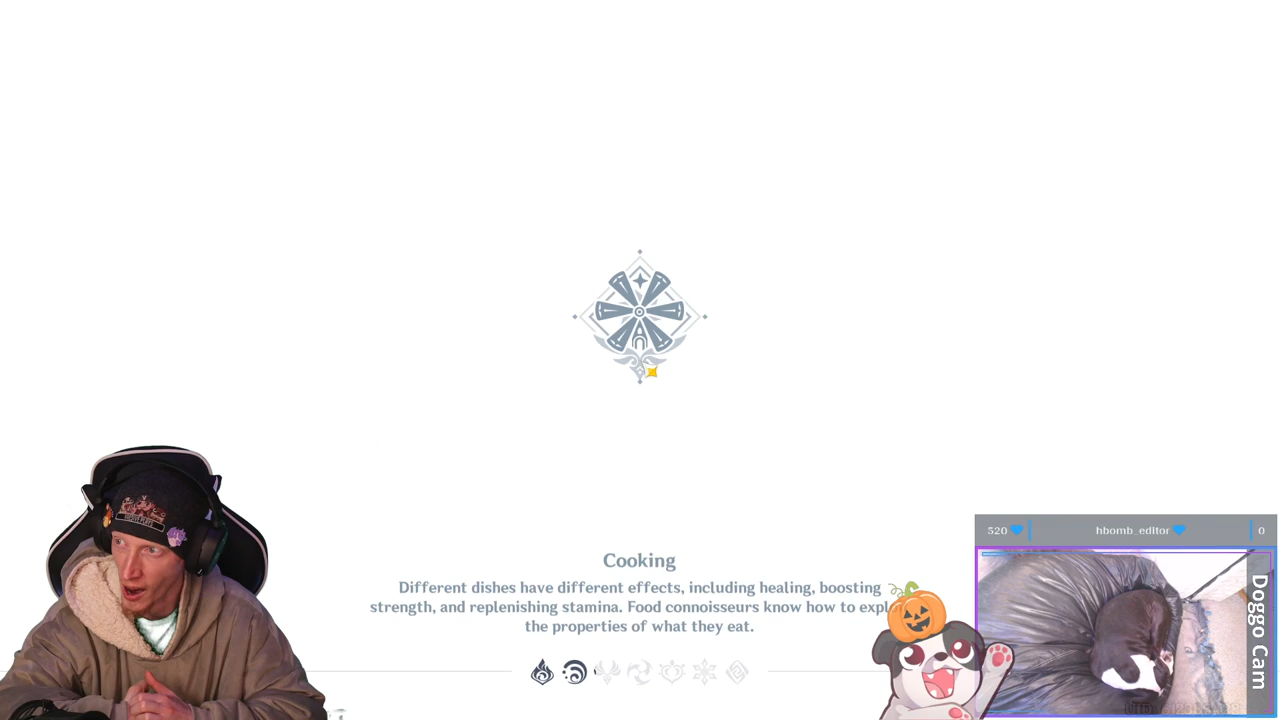 520
hbomb_editor
0
Cooking
Different dishes have different effects, including healing, boosting
strength, and replenishing stamina. Food connoisseurs know how to
the properties of what they eat.
Doggo Cam